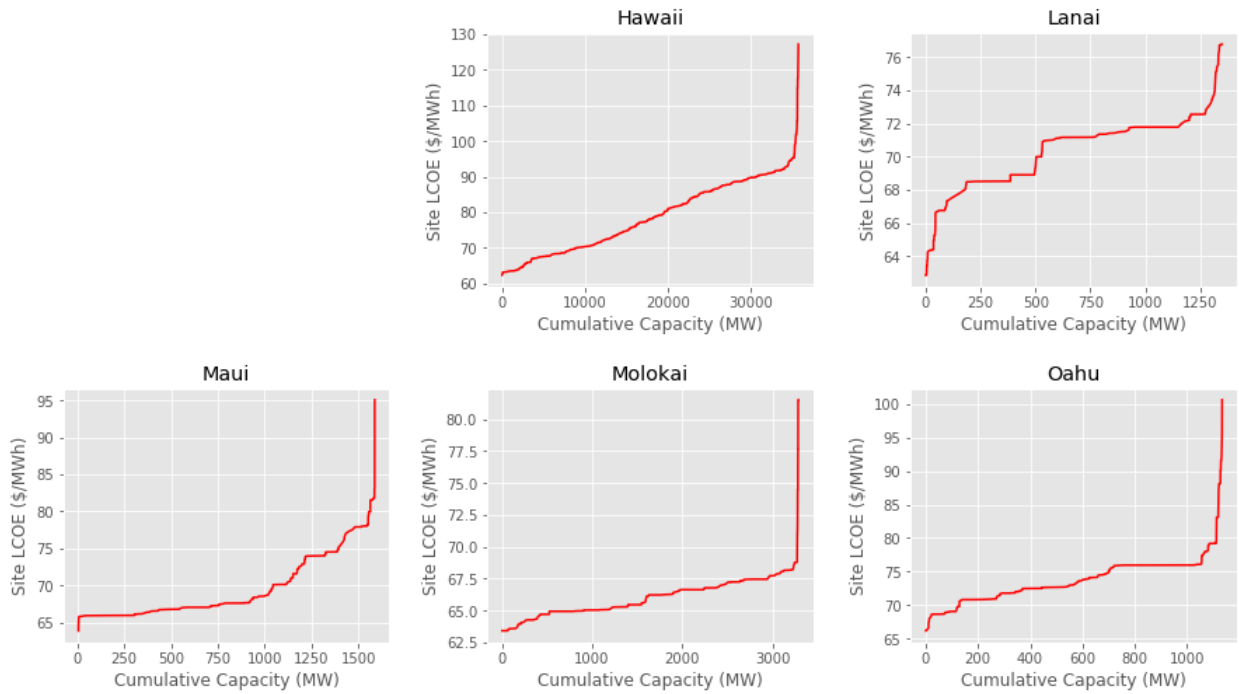 Hawaii
130
120
110
100
90
80
70
60
Site LCOE ($/MWh)
0 10000 20000 30000
Cumulative Capacity (MW)
Lanai
76
74
72
70
68
66
64
Site LCOE ($/MWh)
0 250 500 750 1000 1250
Cumulative Capacity (MW)
Maui
95
90
85
80
75
70
65
Site LCOE ($/MWh)
0 250 500 750 1000 1250 1500
Cumulative Capacity (MW)
Molokai
80.0
77.5
75.0
72.5
70.0
67.5
65.0
62.5
Site LCOE ($/MWh)
0 1000 2000 3000
Cumulative Capacity (MW)
Oahu
100
95
90
85
80
75
70
65
Site LCOE ($/MWh)
0 200 400 600 800 1000
Cumulative Capacity (MW)